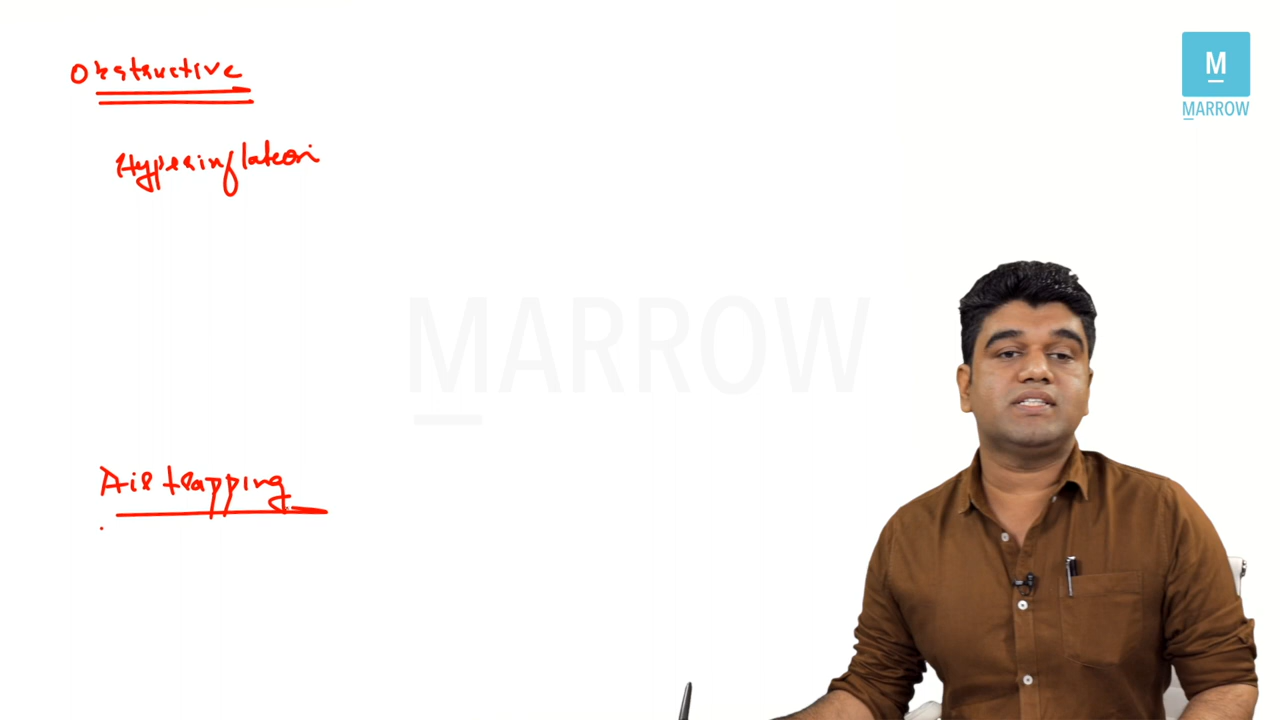 Obstructive
Hyperinflation
Air trapping
M
MARROW
MARROW